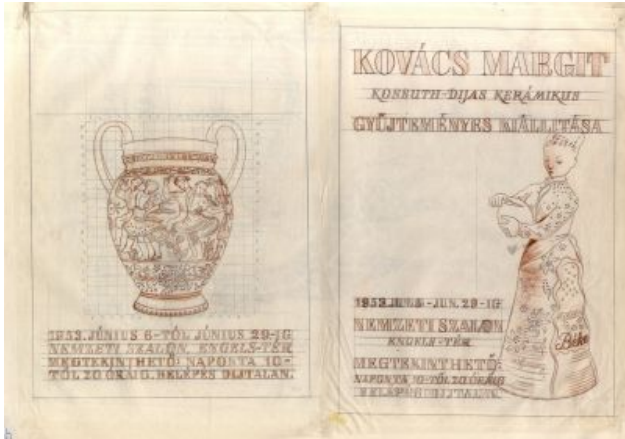 1953. JÚNIUS 6-TÓL JÚNIUS 29-IG
NEMZETI SZALON, ENGELS-TÉR
MEGTEKINTHETŐ: NAPONTA 10-
TŐL 20 ÓRÁIG. BELÉPÉS DIJTALAN.
KOVÁCS MARGIT
KOSSUTH-DIJAS KERÁMIKUS
GYŰJTEMÉNYES KIÁLLITÁSA
1953. JUN. 6. -JUN. 29-IG
NEMZETI SZALON
ENGELS-TÉR
MEGTEKINTHETŐ:
NAPONTA 10-TŐL 20 ÓRÁIG
BELÉPÉS DIJTALAN
Béke